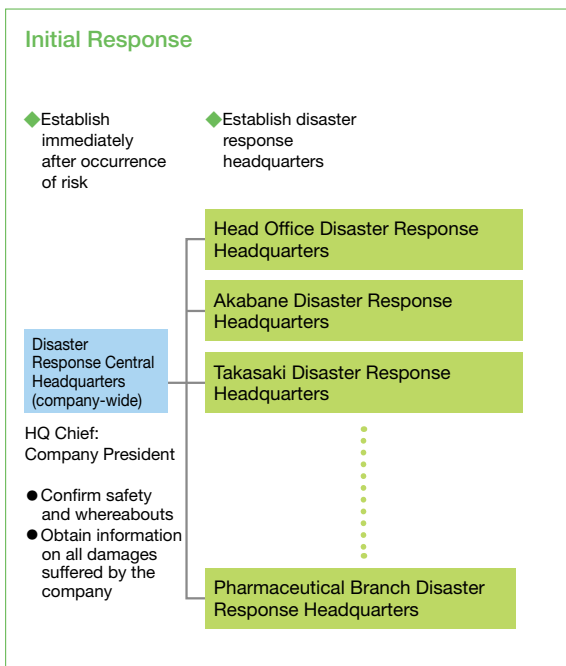 Initial Response
◆Establish
immediately
after occurrence
of risk
◆Establish disaster
response
headquarters
Head Office Disaster Response
Headquarters
Akabane Disaster Response
Headquarters
Disaster
Response Central
Headquarters
(company-wide)
Takasaki Disaster Response
Headquarters
HQ Chief:
Company President
●Confirm safety
and whereabouts
●Obtain information
on all damages
suffered by the
company
Pharmaceutical Branch Disaster
Response Headquarters